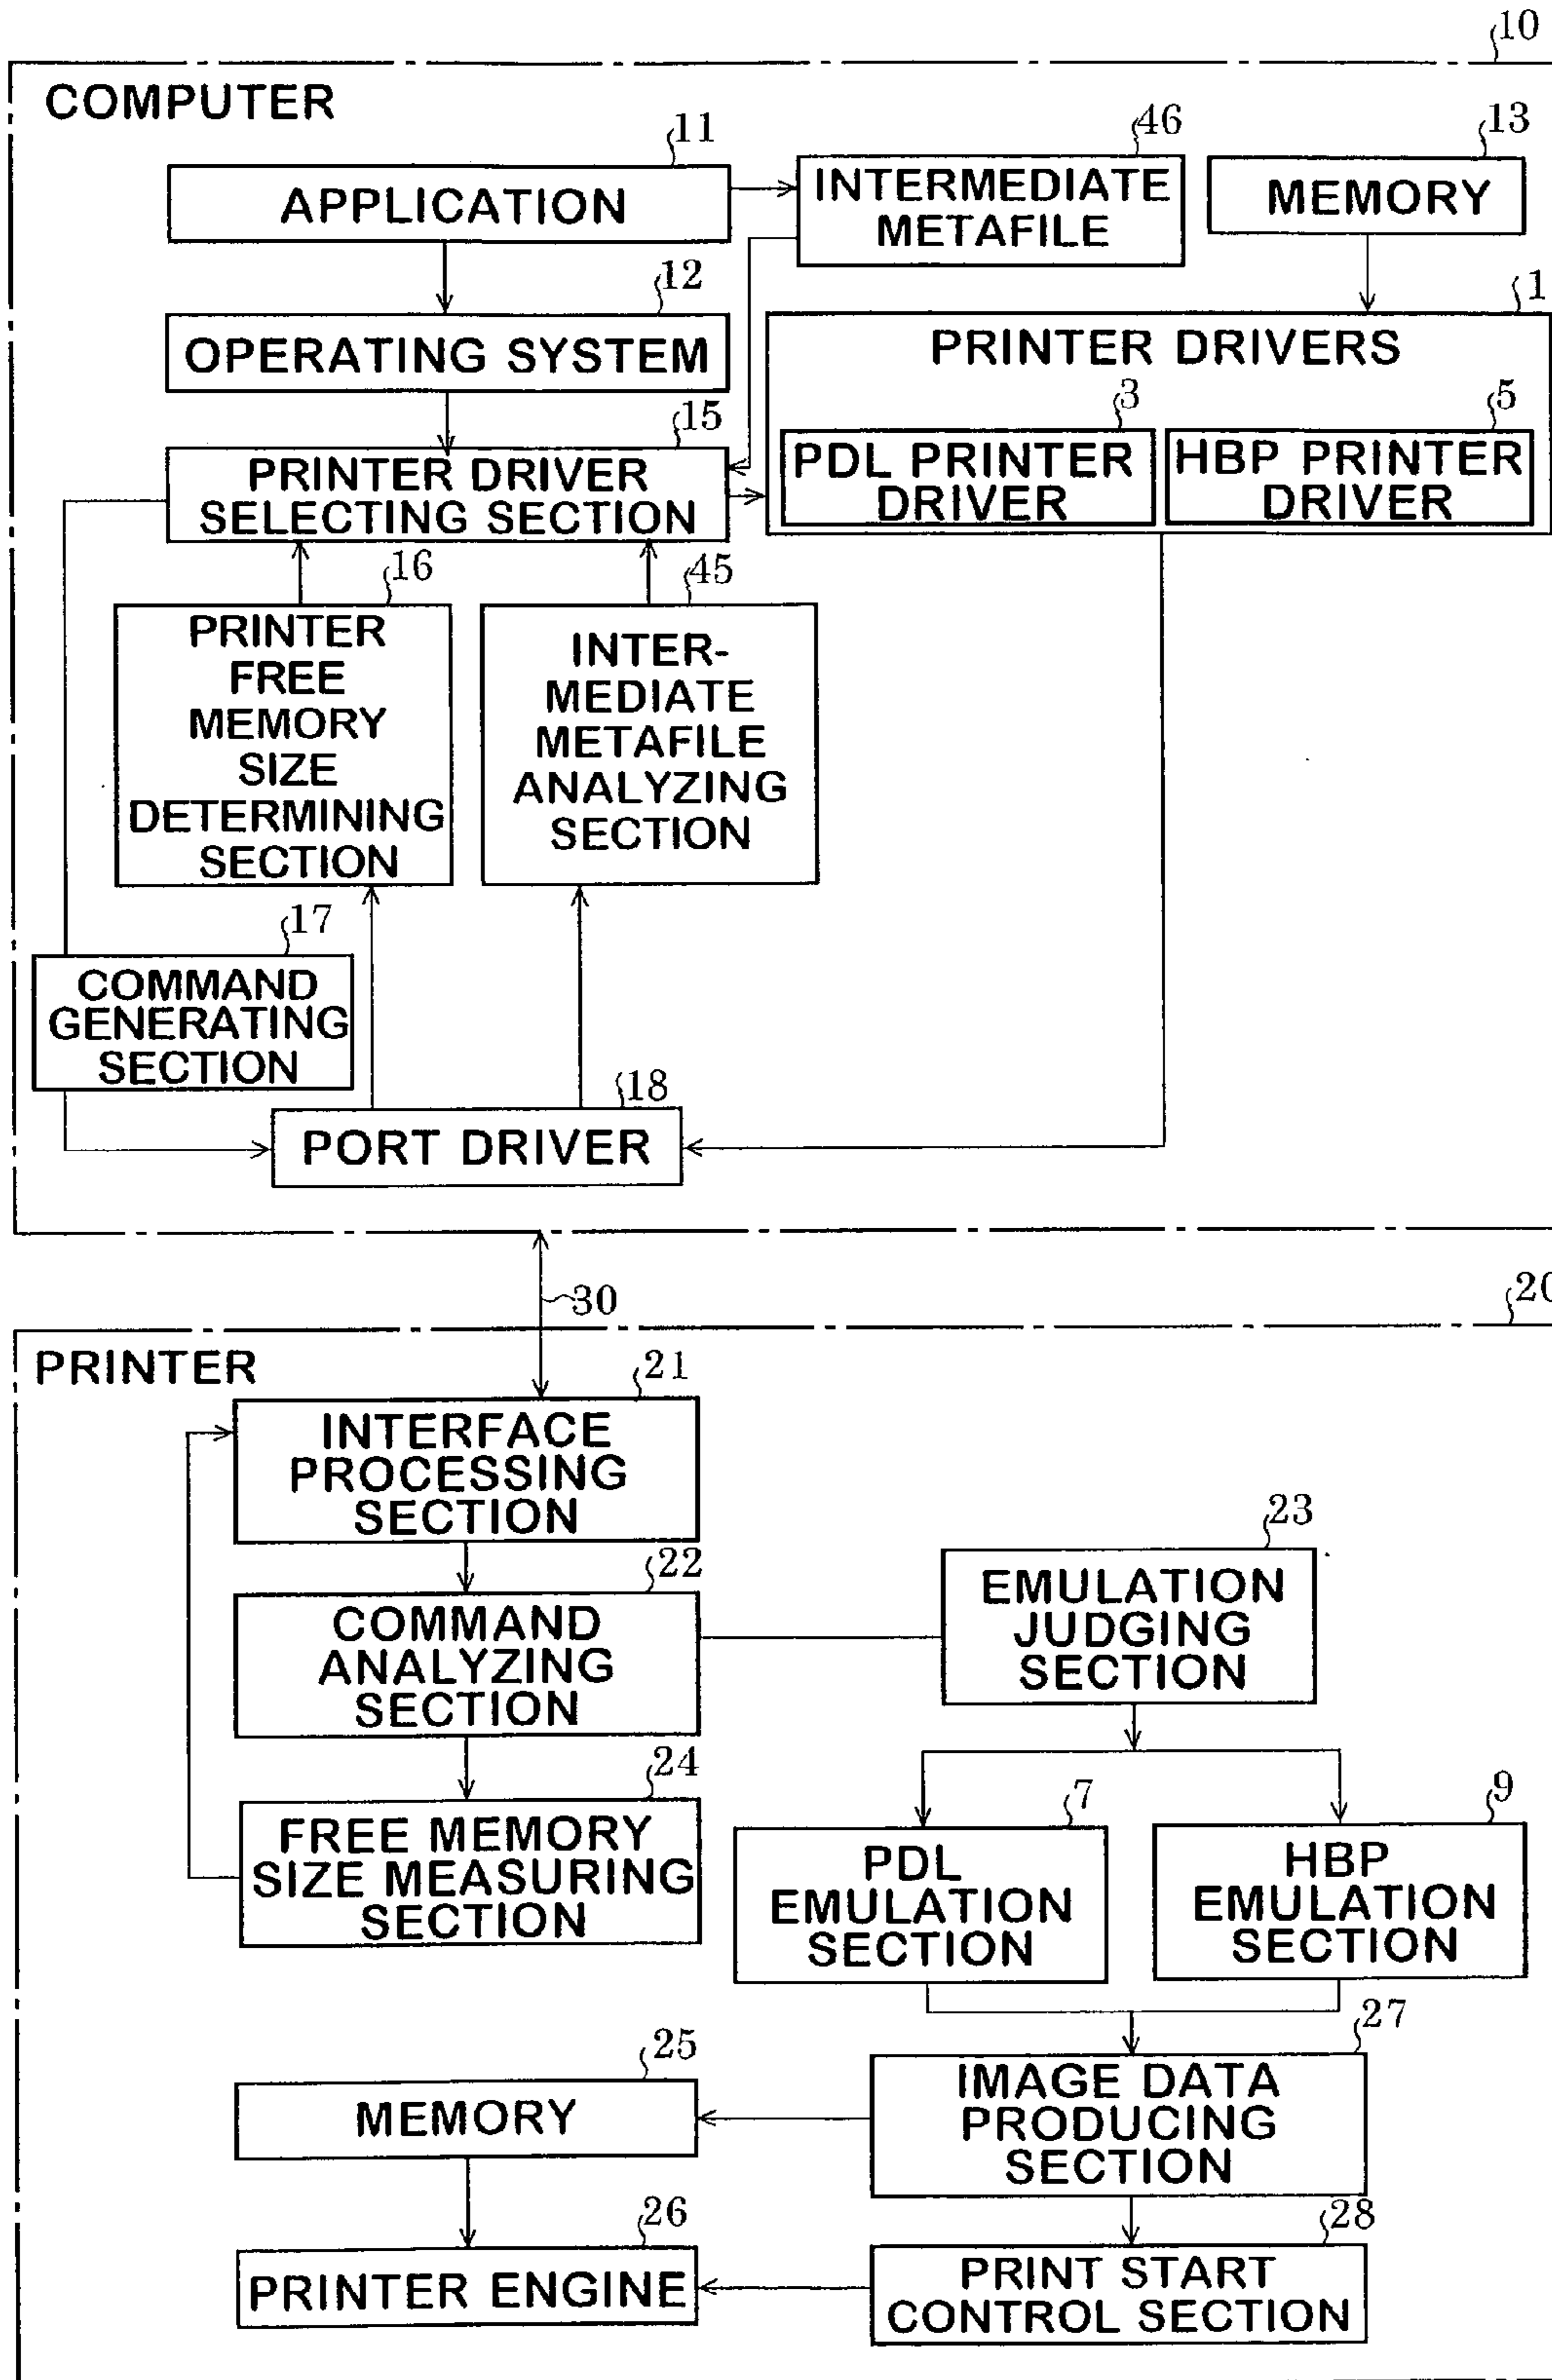 10
COMPUTER
11
46
13
APPLICATION
INTERMEDIATE
METAFILE
MEMORY
12
1
OPERATING SYSTEM
PRINTER DRIVERS
15
3
5
PRINTER DRIVER
SELECTING SECTION
PDL PRINTER
DRIVER
HBP PRINTER
DRIVER
16
45
PRINTER
FREE
MEMORY
SIZE
DETERMINING
SECTION
INTER-
MEDIATE
METAFILE
ANALYZING
SECTION
17
COMMAND
GENERATING
SECTION
18
PORT DRIVER
30
20
PRINTER
21
INTERFACE
PROCESSING
SECTION
23
22
EMULATION
JUDGING
SECTION
COMMAND
ANALYZING
SECTION
24
7
9
FREE MEMORY
SIZE MEASURING
SECTION
PDL
EMULATION
SECTION
HBP
EMULATION
SECTION
27
25
MEMORY
IMAGE DATA
PRODUCING
SECTION
26
28
PRINTER ENGINE
PRINT START
CONTROL SECTION